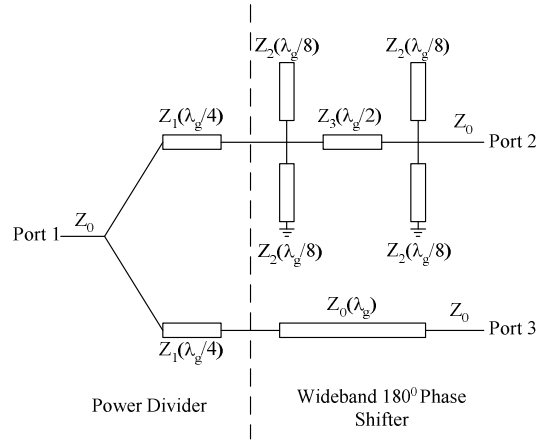 Z2(λg/8) Z2(λg/8)
Z1(λg/4) Z3(λg/2) Z0
Port 2
Z0
Port 1
Z2(λg/8) Z2(λg/8)
Z0(λg) Z0
Port 3
Z1(λg/4)
Power Divider
Wideband 180⁰ Phase
Shifter